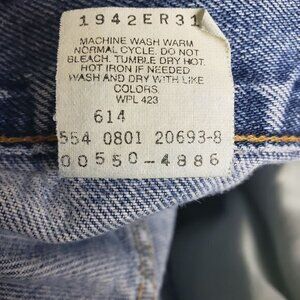 1942ER31
MACHINE WASH WARM
NORMAL CYCLE. DO NOT
BLEACH. TUMBLE DRY HOT.
HOT IRON IF NEEDED
WASH AND DRY WITH LIKE
COLORS.
WPL 423
614
554 0801 20693-8
00550-4886